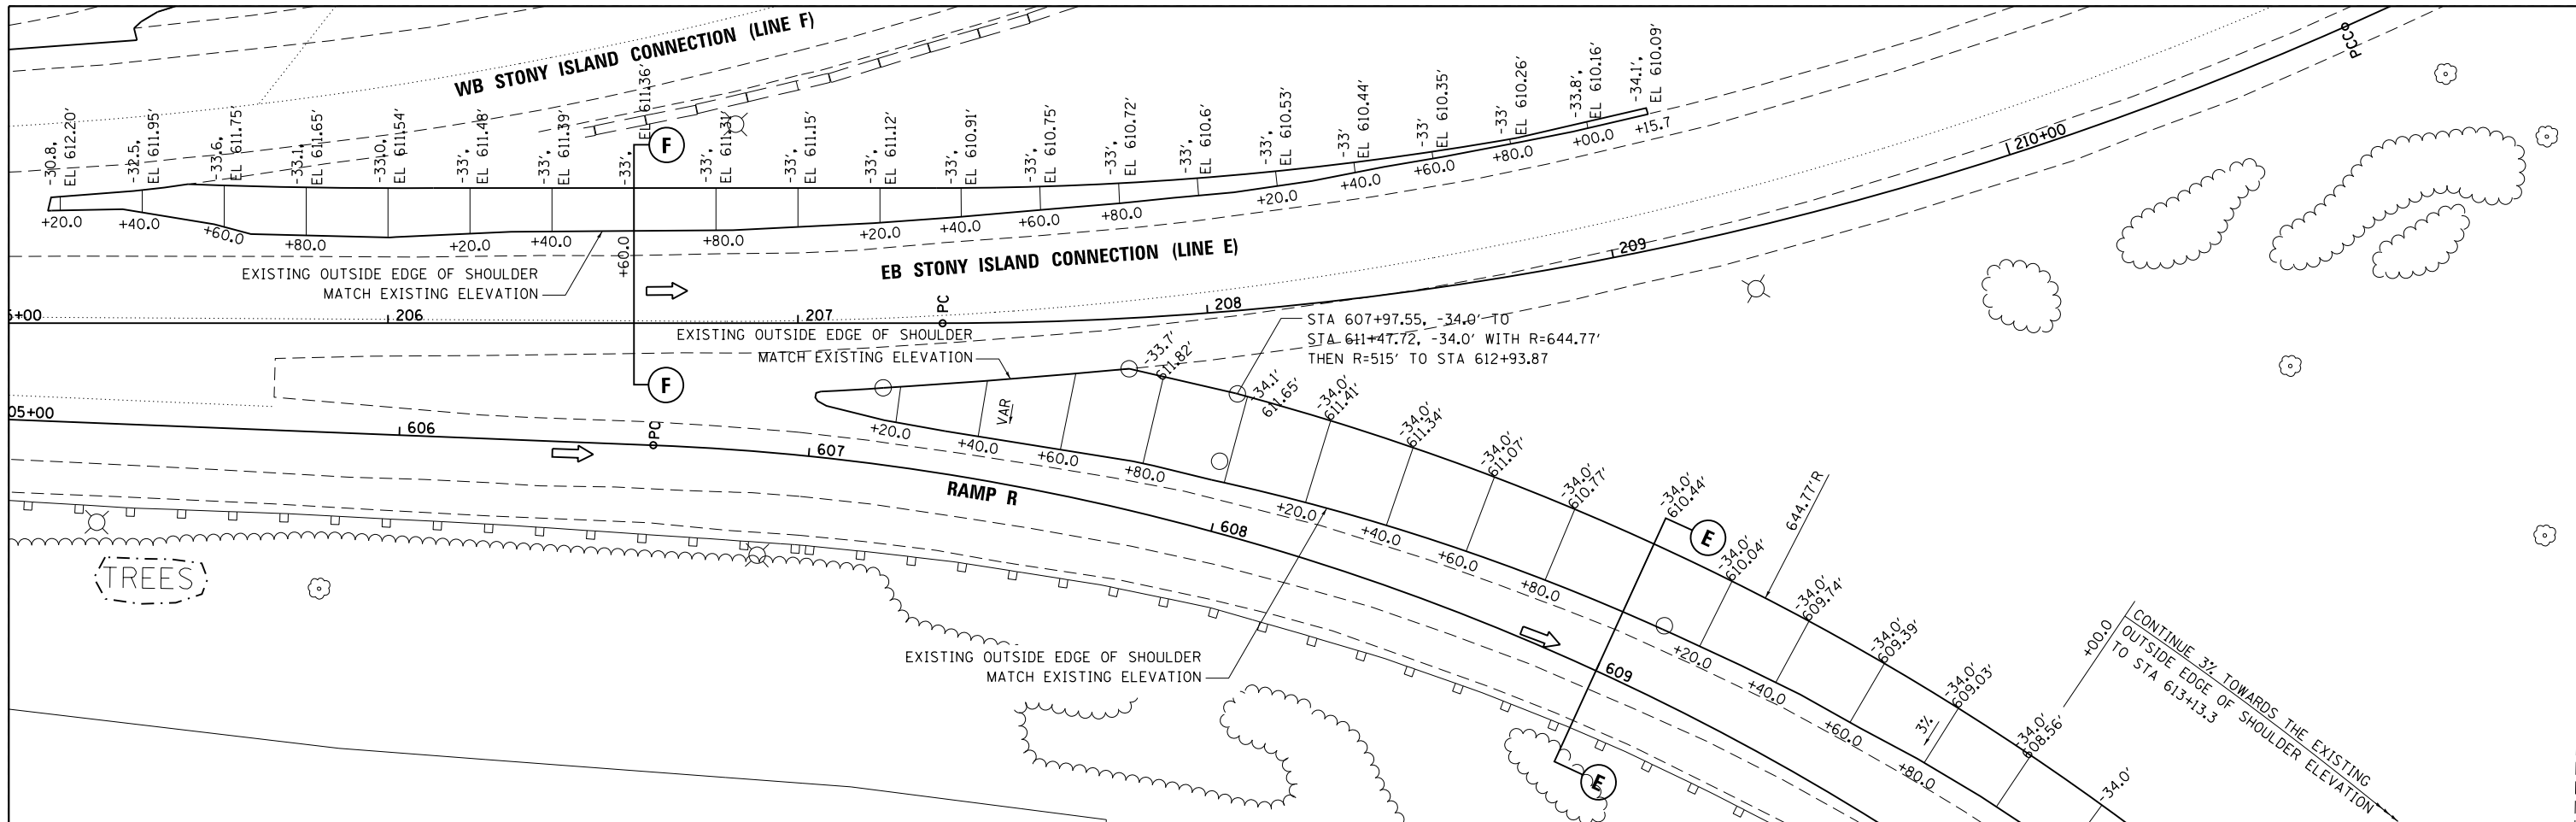 WB STONY ISLAND CONNECTION (LINE F)
-30.8,
EL 612.20'
-32.5,
EL 611.95'
-33.6,
EL 611.75'
-33.1,
EL 611.65'
-33.0,
EL 611.54'
-33',
EL 611.48'
-33',
EL 611.39'
-33',
EL 611.36'
-33',
EL 611.31'
-33',
EL 611.15'
-33',
EL 611.12'
-33',
EL 610.91'
-33',
EL 610.75'
-33',
EL 610.72'
-33',
EL 610.6'
-33',
EL 610.53'
-33'
EL 610.44'
-33'
EL 610.35'
-33'
EL 610.26'
-33.8',
EL 610.16'
-34.1',
EL 610.09'
PCC
F
+20.0
+40.0
+60.0
+80.0
+20.0
+40.0
+60.0
+80.0
+20.0
+40.0
+60.0
+80.0
+20.0
+40.0
+60.0
+80.0
+00.0
+15.7
210+00
EXISTING OUTSIDE EDGE OF SHOULDER
MATCH EXISTING ELEVATION
EB STONY ISLAND CONNECTION (LINE E)
209
5+00
206
207
PC
208
EXISTING OUTSIDE EDGE OF SHOULDER
MATCH EXISTING ELEVATION
STA 607+97.55, -34.0' TO
STA 611+47.72, -34.0' WITH R=644.77'
THEN R=515' TO STA 612+93.87
F
-33.7'
611.82'
-34.1'
611.65'
-34.0'
611.41'
-34.0'
611.34'
-34.0'
611.07'
-34.0'
610.77'
-34.0'
610.44'
-34.0'
610.04'
-34.0'
609.74'
-34.0'
609.39'
-34.0'
609.03'
-34.0'
608.56'
-34.0'
644.77'R
05+00
606
607
VAR
+20.0
+40.0
+60.0
+80.0
+20.0
+40.0
+60.0
+80.0
+20.0
+40.0
+60.0
+80.0
+00.0
RAMP R
608
609
E
E
3%
TREES
EXISTING OUTSIDE EDGE OF SHOULDER
MATCH EXISTING ELEVATION
CONTINUE 3% TOWARDS THE EXISTING
OUTSIDE EDGE OF SHOULDER ELEVATION
TO STA 613+13.3